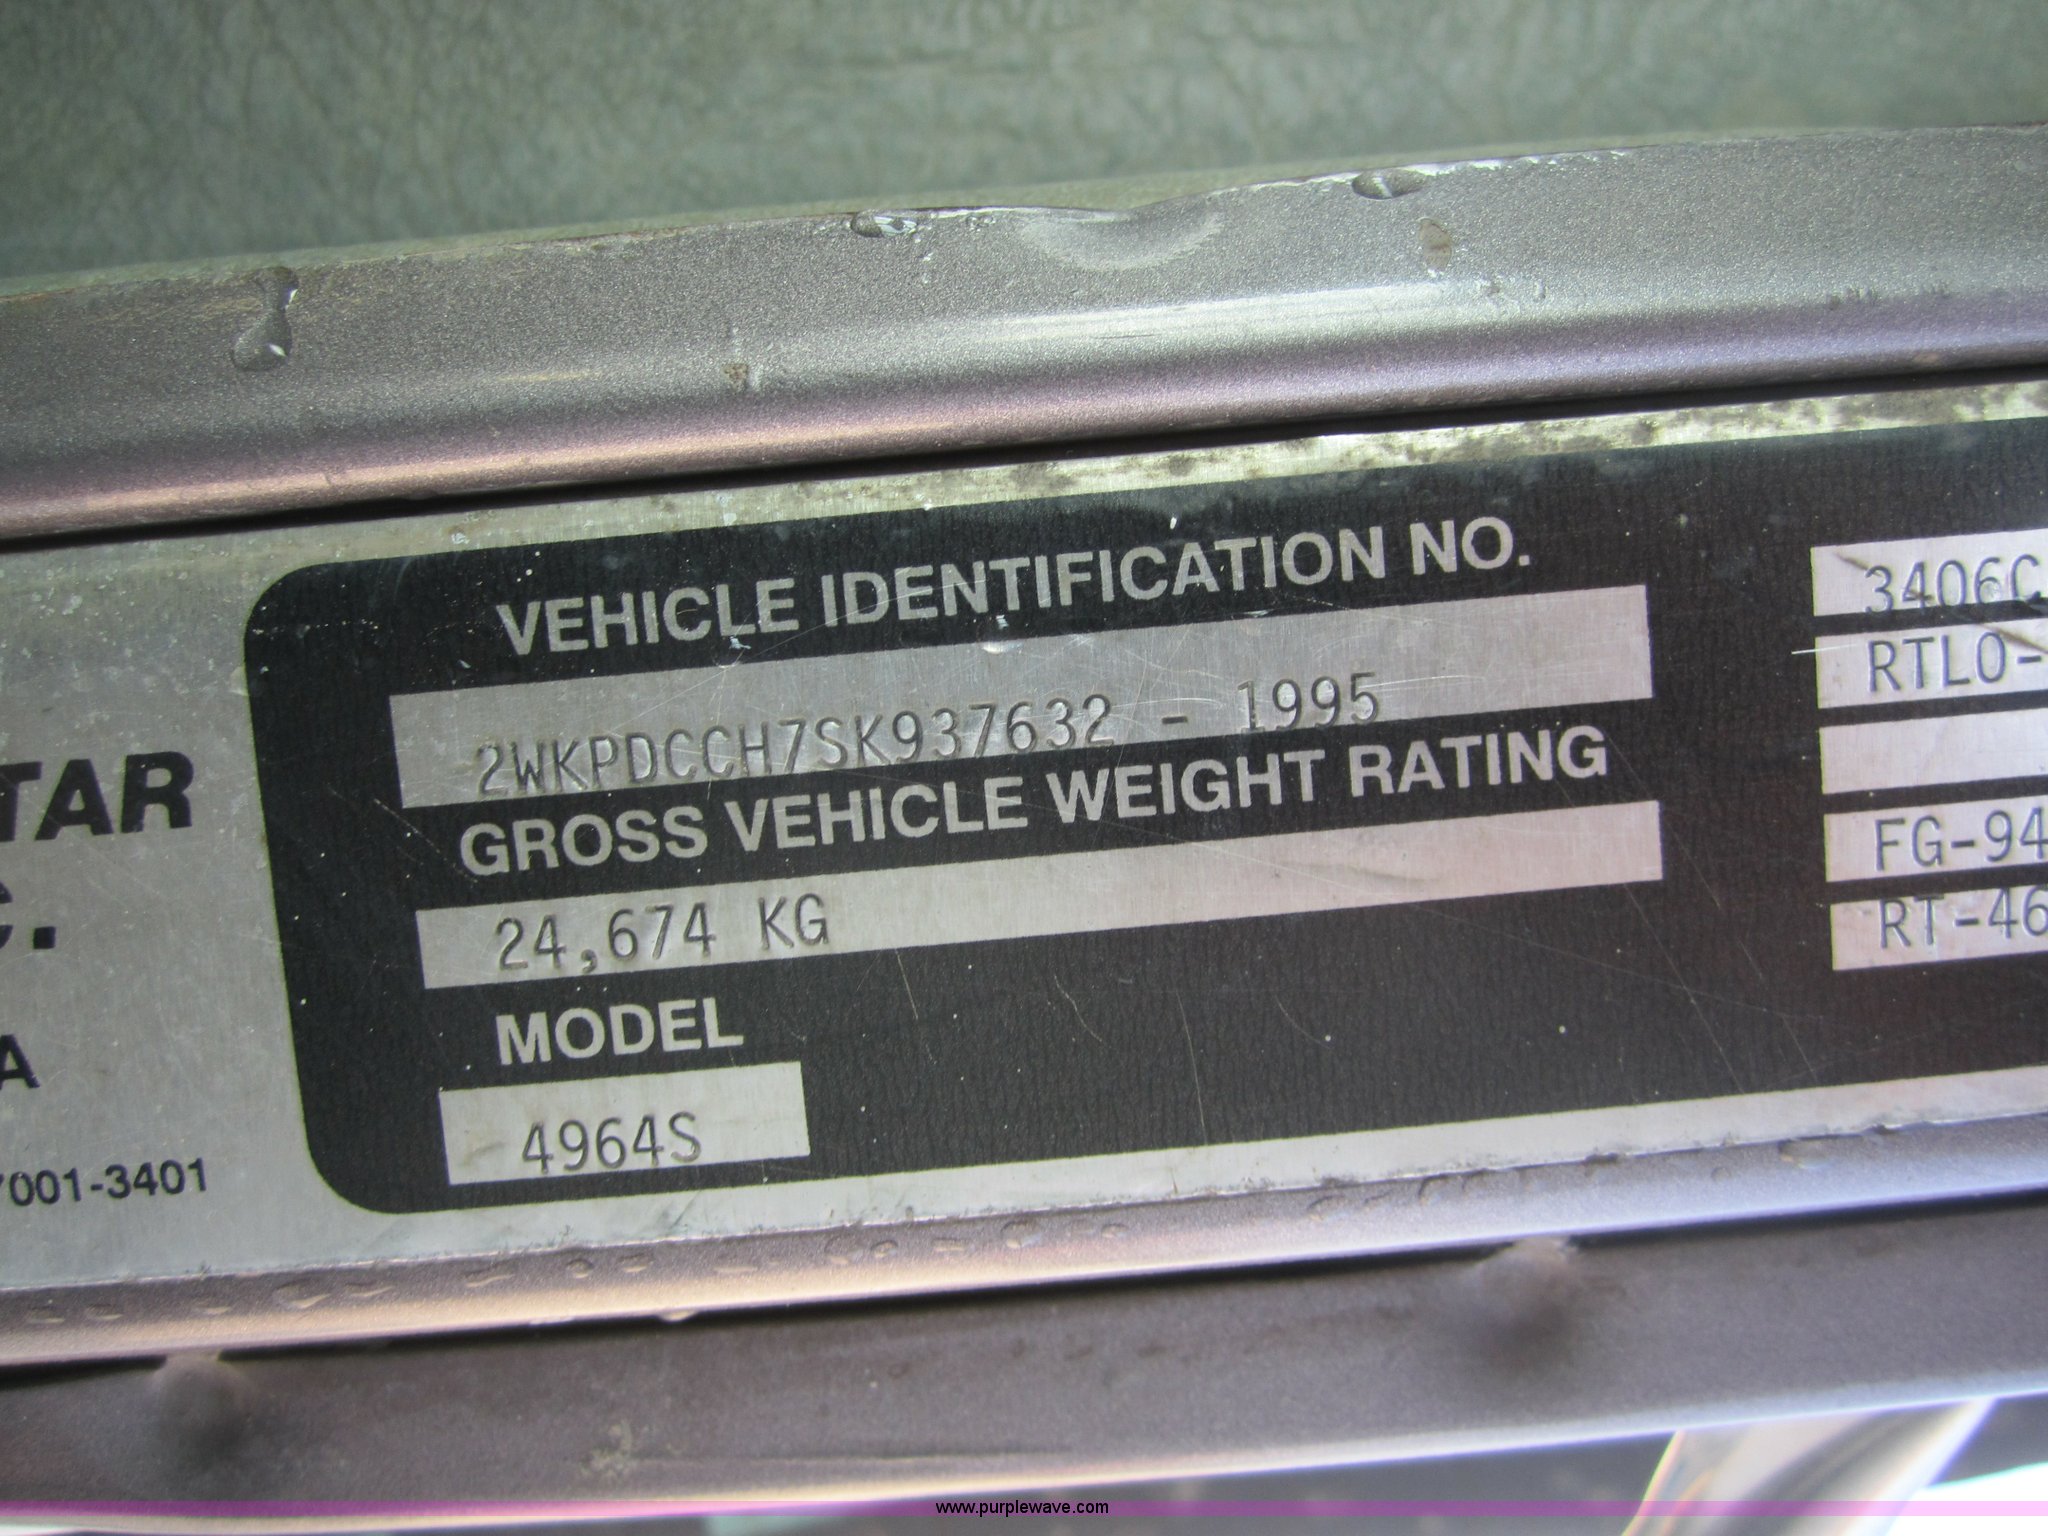 TAR
C.
A
7001-3401
VEHICLE IDENTIFICATION NO.
2WKPDCCH7SK937632 - 1995
GROSS VEHICLE WEIGHT RATING
24,674 KG
MODEL
4964S
3406C
RTLO-
FG-94
RT-46
www.purplewave.com